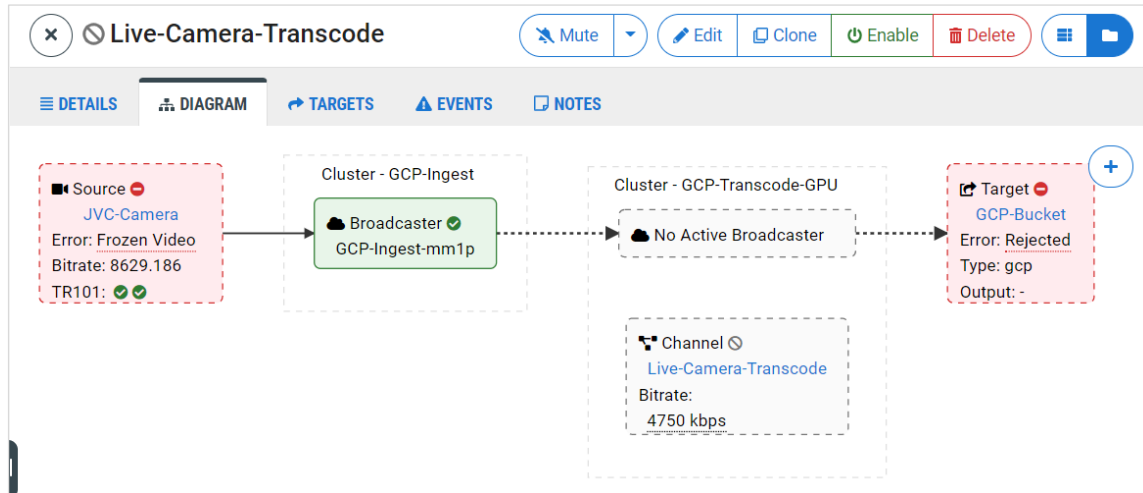 Live-Camera-Transcode
Mute
Edit
Clone
Enable
Delete
DETAILS
DIAGRAM
TARGETS
EVENTS
NOTES
Source
JVC-Camera
Error: Frozen Video
Bitrate: 8629.186
TR101:
Cluster - GCP-Ingest
Broadcaster
GCP-Ingest-mm1p
Cluster - GCP-Transcode-GPU
No Active Broadcaster
Channel
Live-Camera-Transcode
Bitrate:
4750 kbps
Target
GCP-Bucket
Error: Rejected
Type: gcp
Output: -